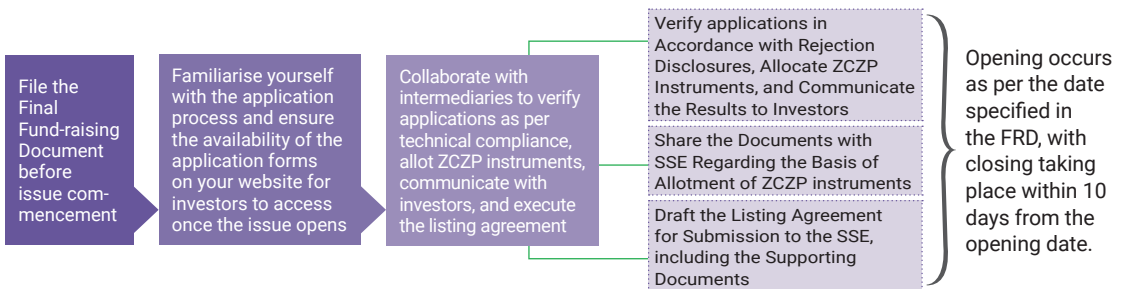 File the
Final
Fund-raising
Document
before
issue com-
mencement
Familiarise yourself
with the application
process and ensure
the availability of the
application forms
on your website for
investors to access
once the issue opens
Collaborate with
intermediaries to verify
applications as per
technical compliance,
allot ZCZP instruments,
communicate with
investors, and execute
the listing agreement
Verify applications in
Accordance with Rejection
Disclosures, Allocate ZCZP
Instruments, and Communicate
the Results to Investors
Share the Documents with
SSE Regarding the Basis of
Allotment of ZCZP instruments
Draft the Listing Agreement
for Submission to the SSE,
including the Supporting
Documents
Opening occurs
as per the date
specified in
the FRD, with
closing taking
place within 10
days from the
opening date.